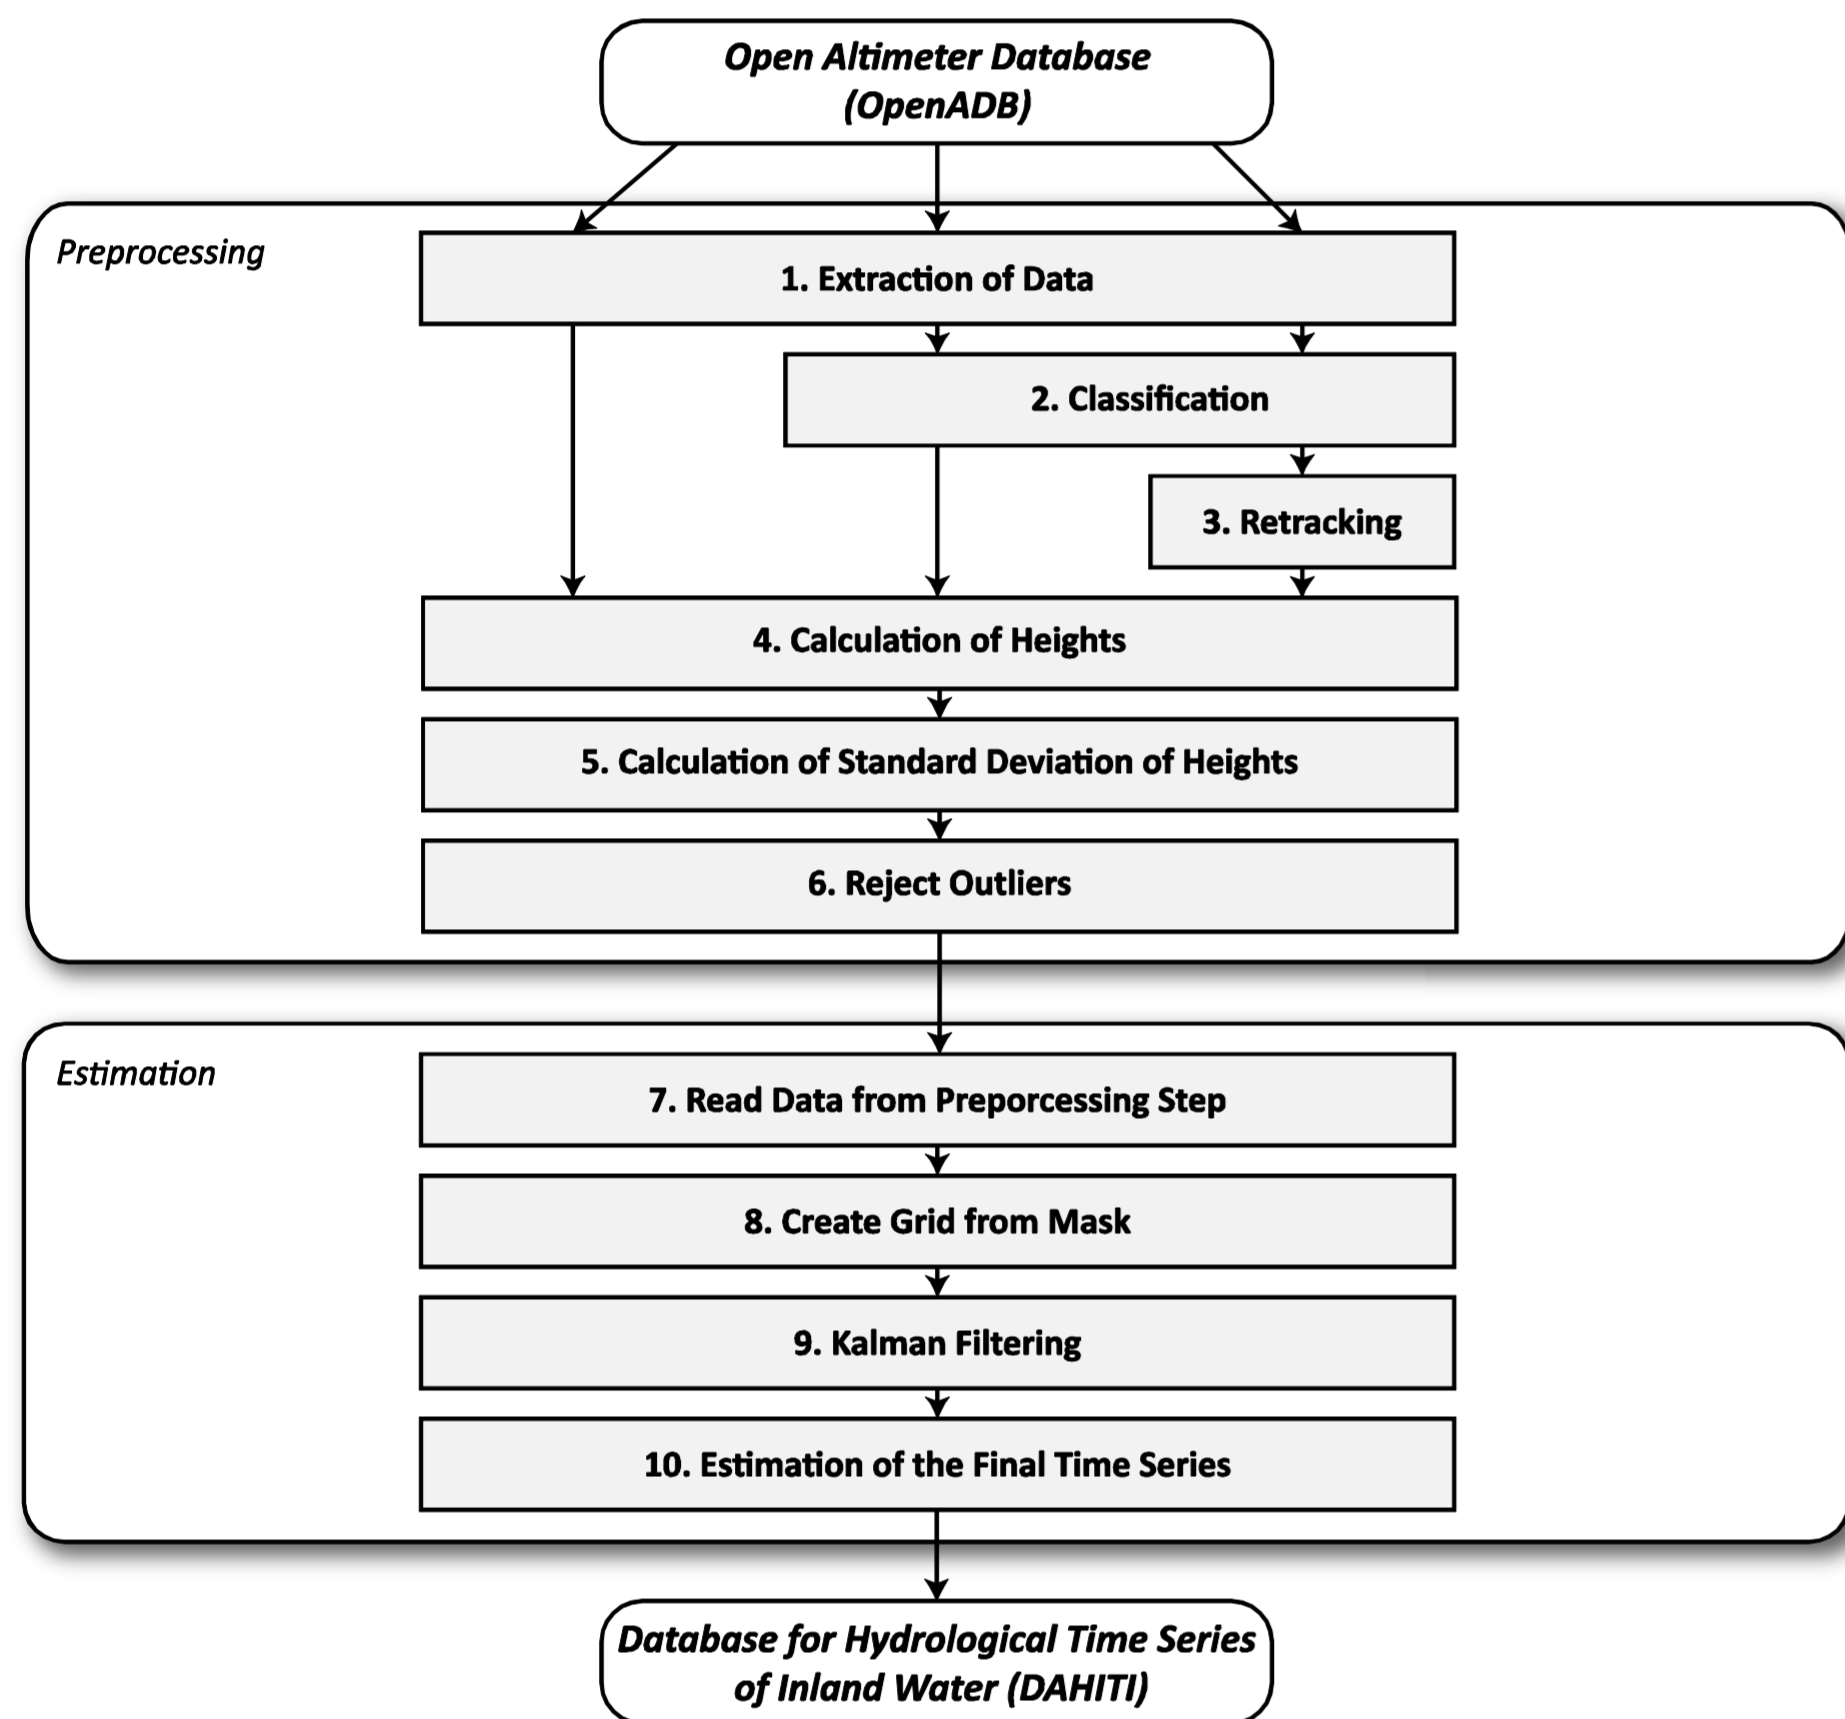 Open Altimeter Database
(OpenADB)
Preprocessing
1. Extraction of Data
2. Classification
3. Retracking
4. Calculation of Heights
5. Calculation of Standard Deviation of Heights
6. Reject Outliers
Estimation
7. Read Data from Preporcessing Step
8. Create Grid from Mask
9. Kalman Filtering
10. Estimation of the Final Time Series
Database for Hydrological Time Series
of Inland Water (DAHITI)